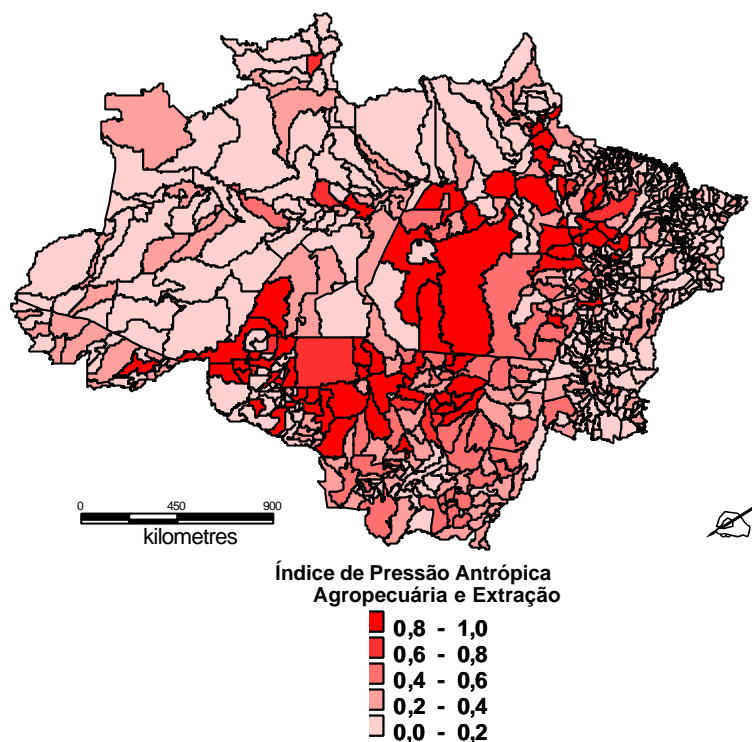 0 450 900
kilometres
Índice de Pressão Antrópica
Agropecuária e Extração
0,8 - 1,0
0,6 - 0,8
0,4 - 0,6
0,2 - 0,4
0,0 - 0,2